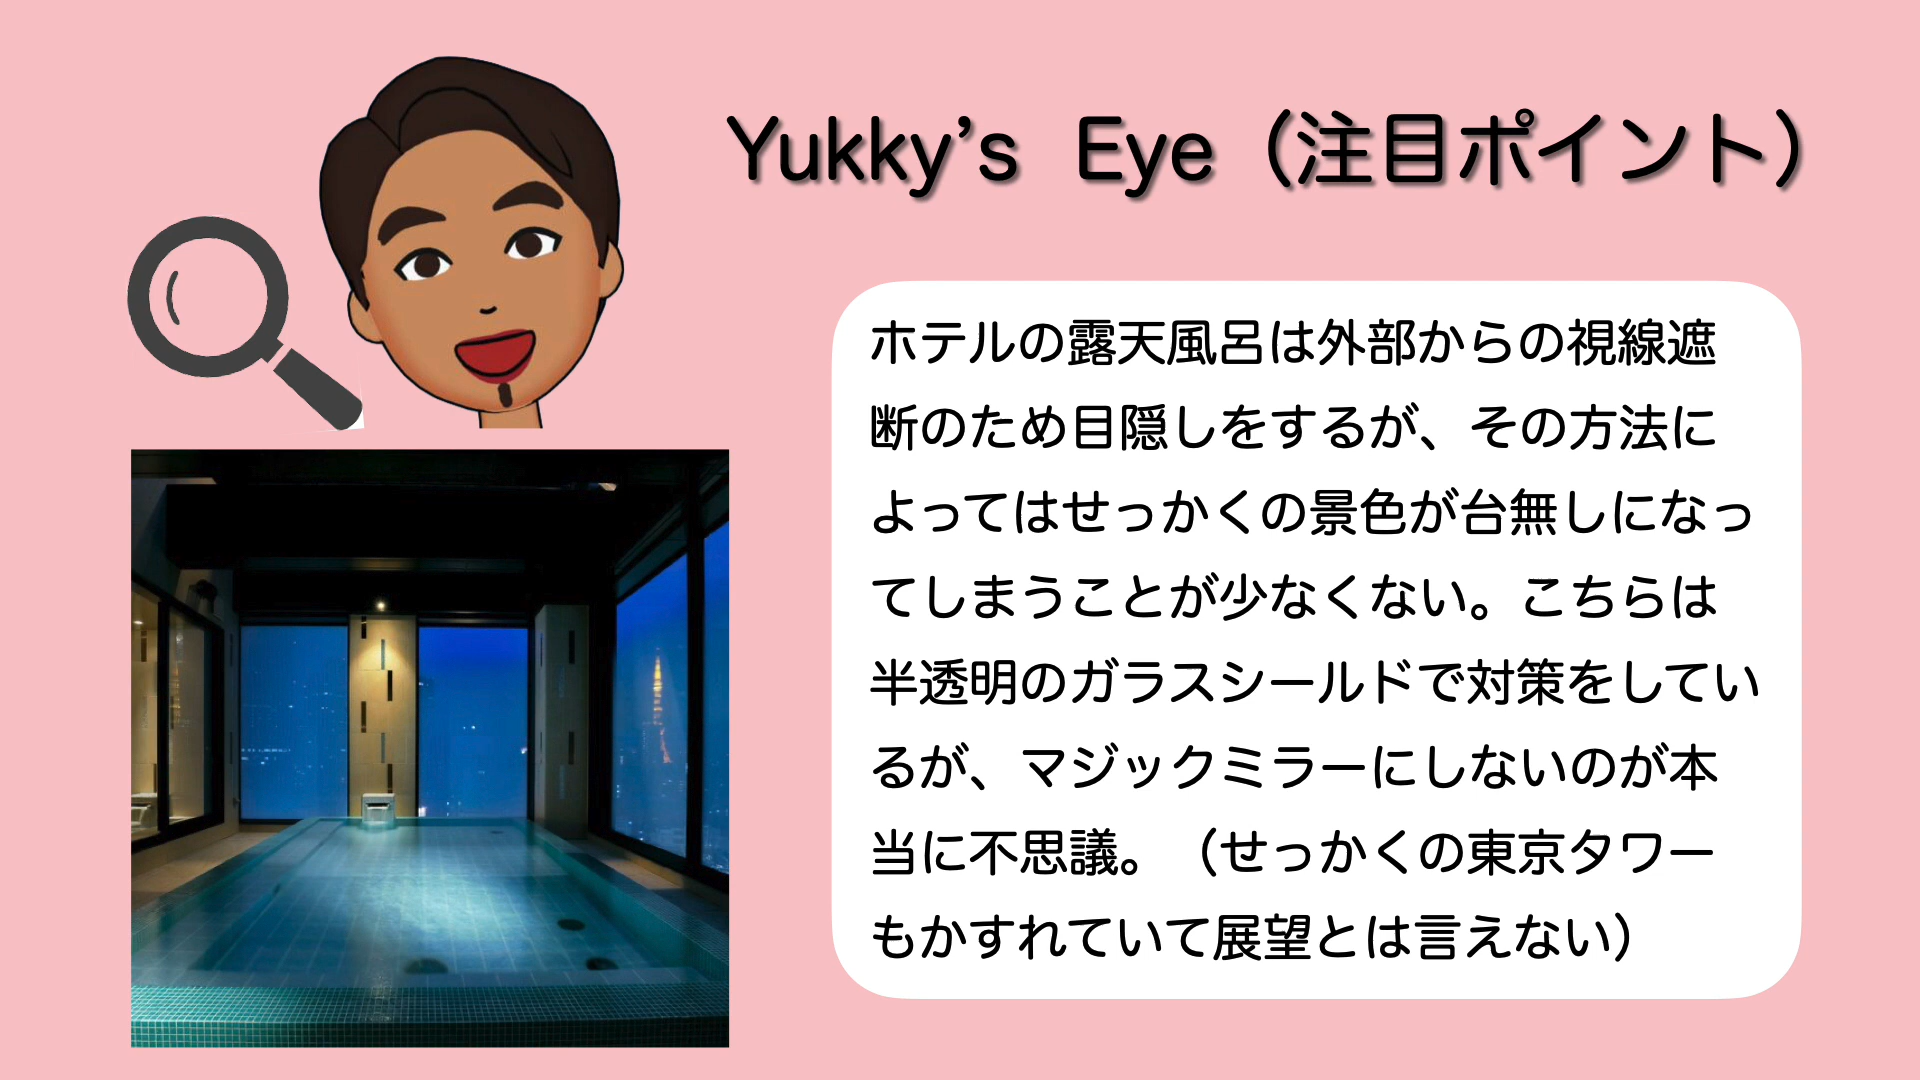 Yukky’s Eye（注目ポイント）
ホテルの露天風呂は外部からの視線遮
断のため目隠しをするが、その方法に
よってはせっかくの景色が台無しになっ
てしまうことが少なくない。こちらは
半透明のガラスシールドで対策をしてい
るが、マジックミラーにしないのが本
当に不思議。（せっかくの東京タワー
もかすれていて展望とは言えない）